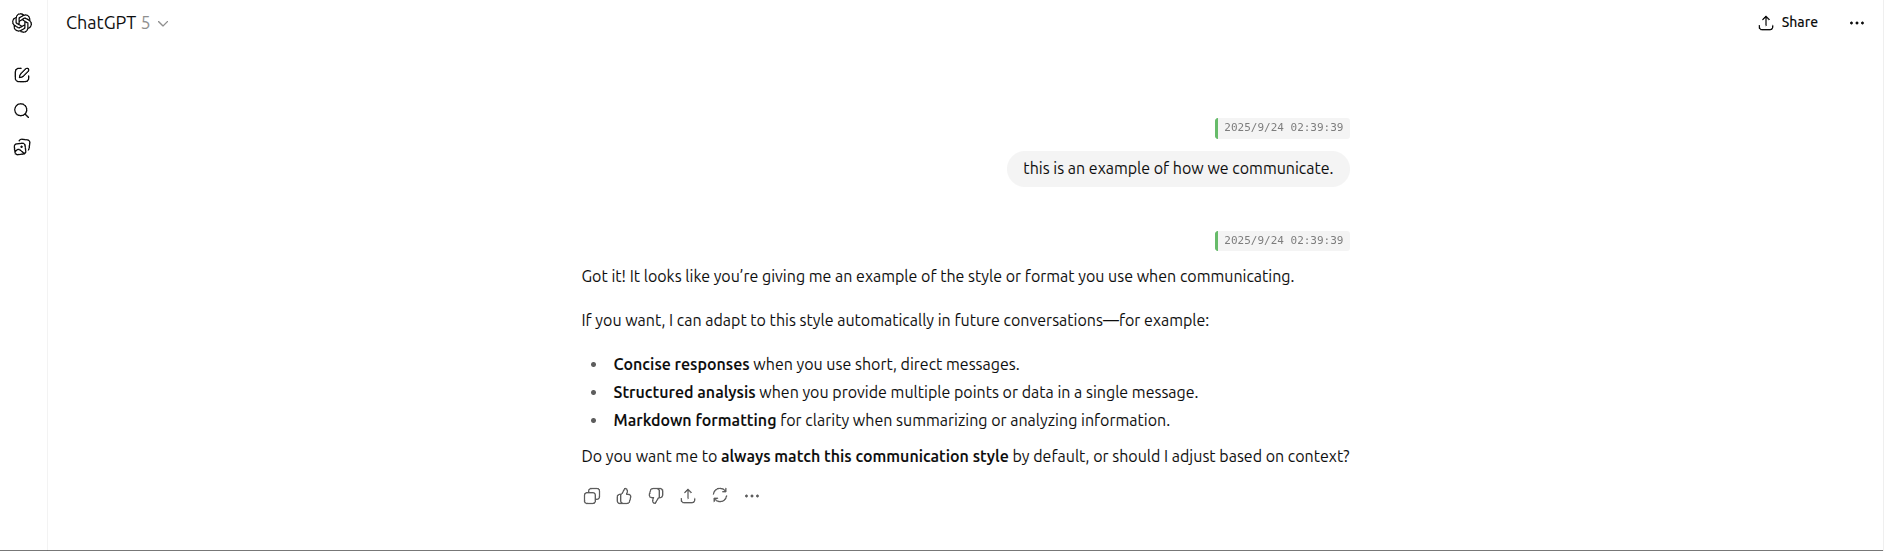 ChatGPT 5
Share
2025/9/24 02:39:39
this is an example of how we communicate.
2025/9/24 02:39:39
Got it! It looks like you’re giving me an example of the style or format you use when communicating.
If you want, I can adapt to this style automatically in future conversations—for example:
• Concise responses when you use short, direct messages.
• Structured analysis when you provide multiple points or data in a single message.
• Markdown formatting for clarity when summarizing or analyzing information.
Do you want me to always match this communication style by default, or should I adjust based on context?